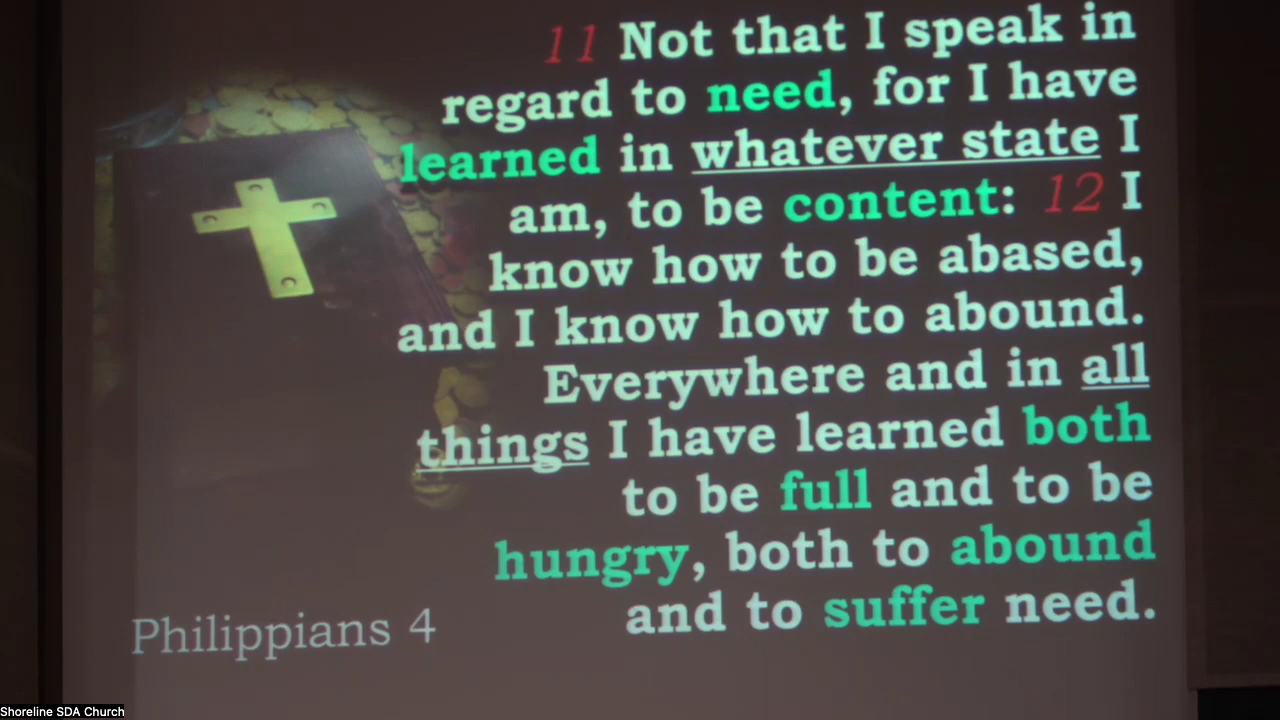 11 Not that I speak in
regard to need, for I have
learned in whatever state I
am, to be content: 12 I
know how to be abased,
and I know how to abound.
Everywhere and in all
things I have learned both
to be full and to be
hungry, both to abound
and to suffer need.
Philippians 4
Shoreline SDA Church